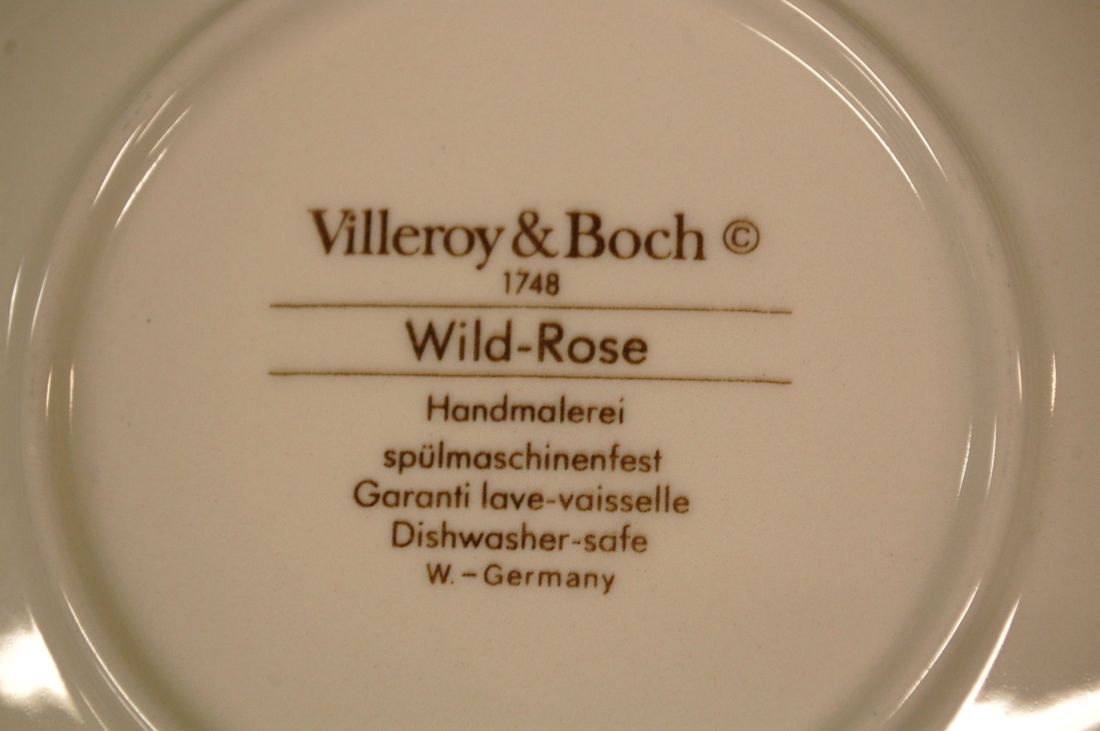 Villeroy & Boch ©
1748
Wild-Rose
Handmalerei
spülmaschinenfest
Garanti lave-vaisselle
Dishwasher-safe
W.-Germany